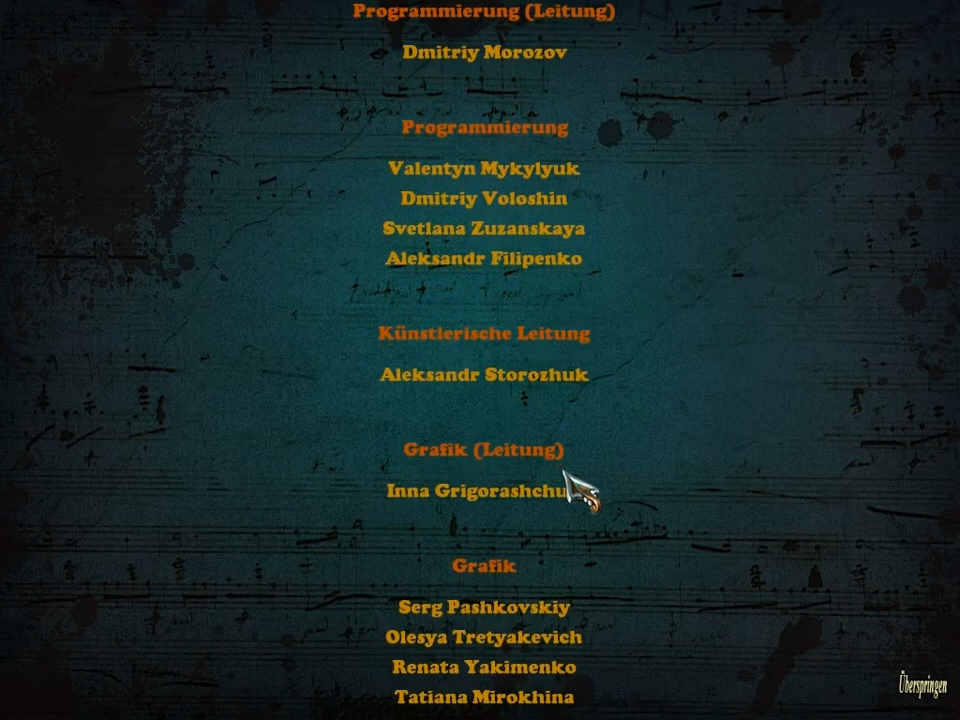 Programmierung (Leitung)
Dmitriy Morozov
Programmierung
Valentyn Mykylyuk
Dmitriy Voloshin
Svetlana Zuzanskaya
Aleksandr Filipenko
Künstlerische Leitung
Aleksandr Storozhuk
Grafik (Leitung)
Inna
Grafik
Serg Pashkovskiy
Olesya Tretyakevich
Renata Yakimenko
Tatiana Mirokhina
Überspringen